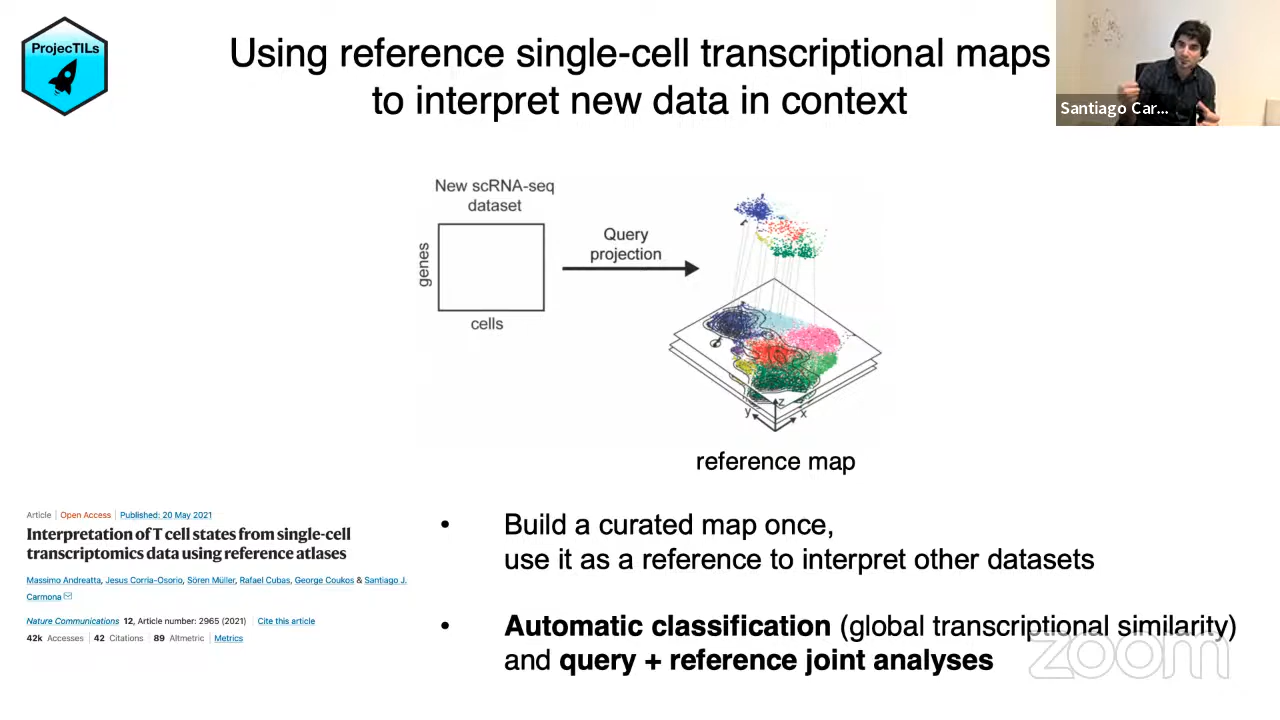 ProjecTILs
Using reference single-cell transcriptional maps
to interpret new data in context
Santiago Car...
New scRNA-seq
dataset
genes
cells
Query
projection
z
y
x
reference map
Article | Open Access | Published: 20 May 2021
Interpretation of T cell states from single-cell
transcriptomics data using reference atlases
Massimo Andreatta, Jesus Corria-Osorio, Sören Müller, Rafael Cubas, George Coukos & Santiago J.
Carmona
Nature Communications 12, Article number: 2965 (2021) | Cite this article
42k Accesses | 42 Citations | 89 Altmetric | Metrics
• Build a curated map once,
use it as a reference to interpret other datasets
• Automatic classification (global transcriptional similarity)
and query + reference joint analyses
zoom